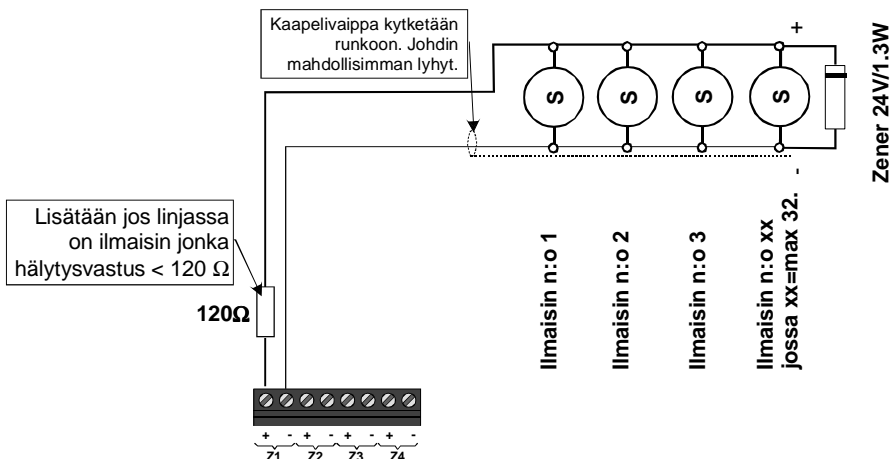 Kaapelivaippa kytketään
runkoon. Johdin
mahdollisimman lyhyt.
+
Zener 24V/1.3W
S
S
S
S
-
Lisätään jos linjassa
on ilmaisin jonka
hälytysvastus < 120 Ω
120Ω
Ilmaisin n:o 1
Ilmaisin n:o 2
Ilmaisin n:o 3
Ilmaisin n:o xx
jossa xx=max 32.
+ - + - + - + -
Z1 Z2 Z3 Z4